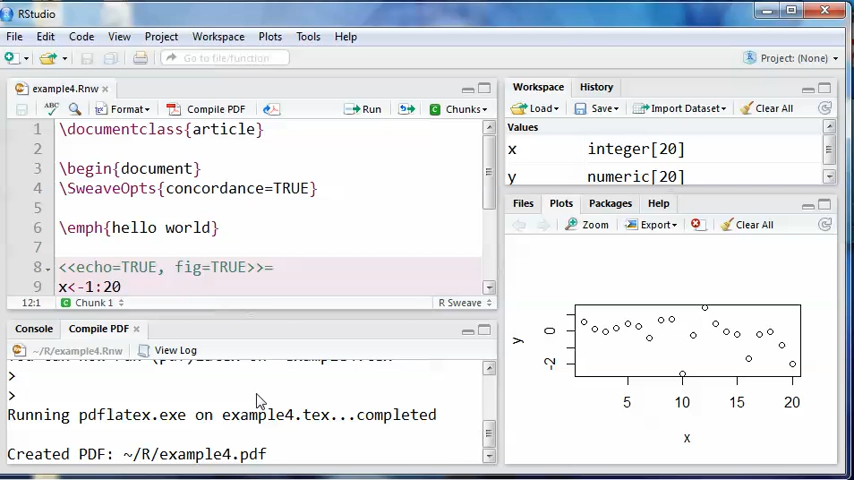 RStudio
File Edit Code View Project Workspace Plots Tools Help
Go to file/function Project: (None)
example4.Rnw
ABC Format Compile PDF Run Chunks
1 \documentclass{article}
2
3 \begin{document}
4 \SweaveOpts{concordance=TRUE}
5
6 \emph{hello world}
7
8 <<echo=TRUE, fig=TRUE>>=
9 x<-1:20
12:1 Chunk 1 R Sweave
Console Compile PDF
~/R/example4.Rnw View Log
>
>
Running pdflatex.exe on example4.tex...completed
Created PDF: ~/R/example4.pdf
Workspace History
Load Save Import Dataset Clear All
Values
x integer[20]
y numeric[20]
Files Plots Packages Help
Zoom Export Clear All
y
0
-2
5 10 15 20
x